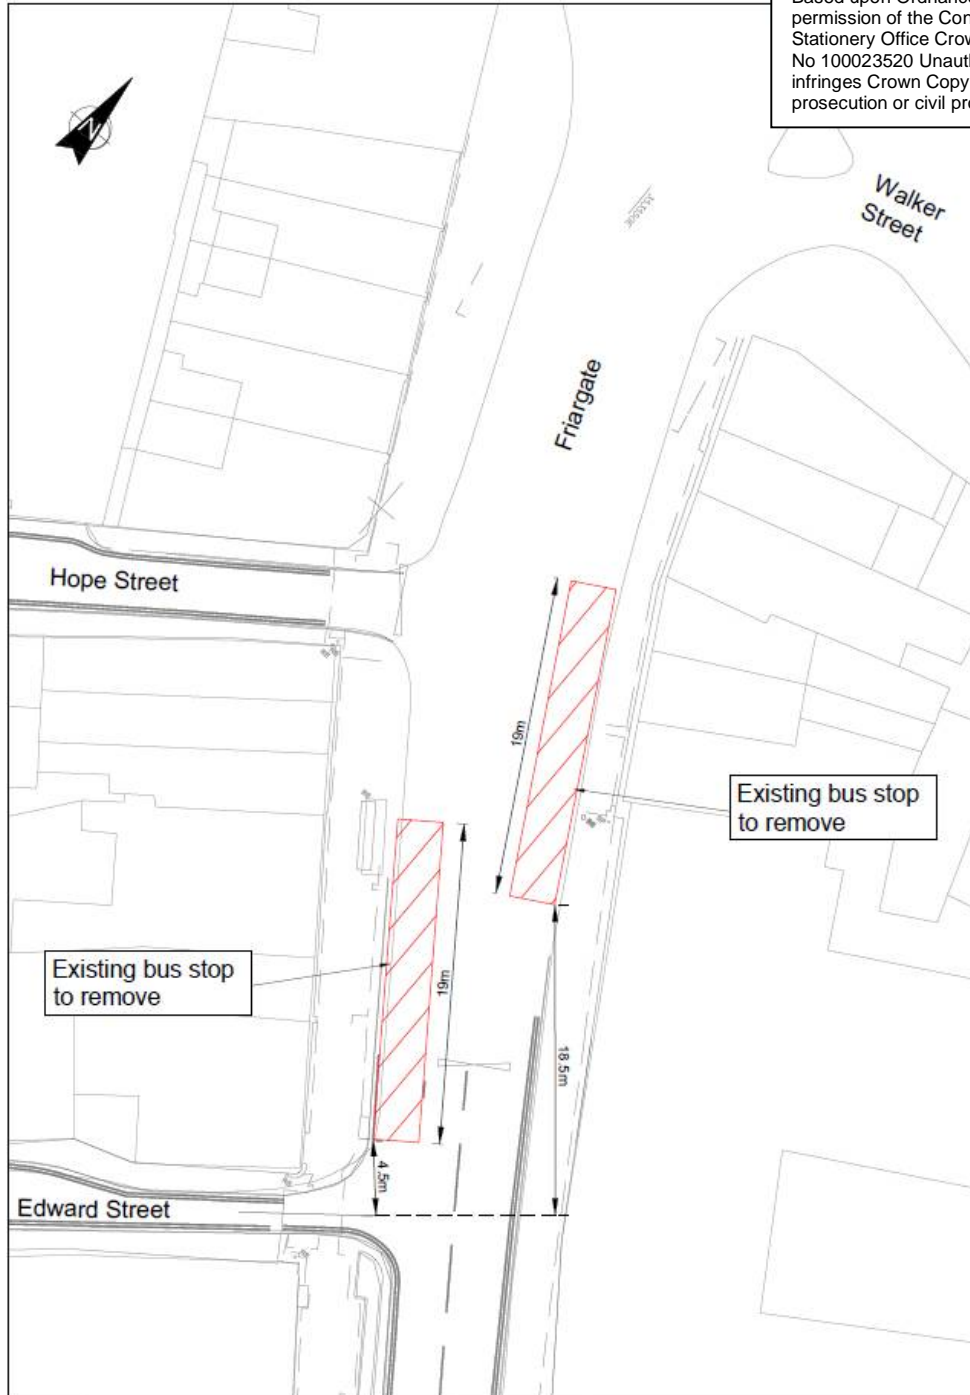 Based upon Ordnance
permission of the Con
Stationery Office Crow
No 100023520 Unauth
infringes Crown Copy
prosecution or civil pro
N
Walker
Street
Friargate
Hope Street
19m
Existing bus stop
to remove
Existing bus stop
to remove
19m
18.5m
4.5m
Edward Street